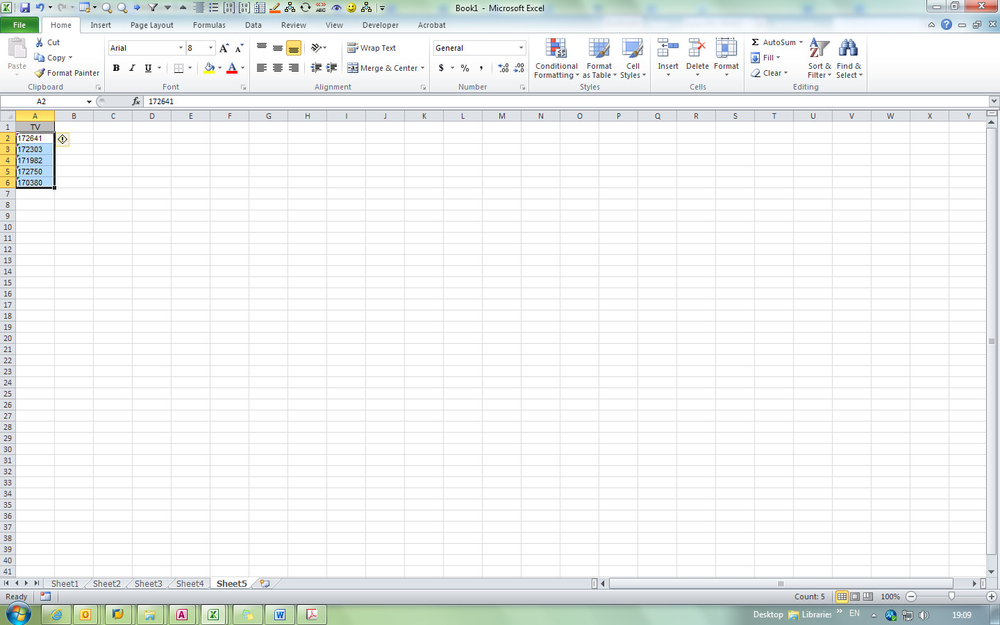 Book1 - Microsoft Excel
File Home Insert Page Layout Formulas Data Review View Developer Acrobat
Paste
Cut
Copy
Format Painter
Clipboard
Arial 8
B I U
Font
Wrap Text
Merge & Center
Alignment
General
$ % ,
Number
Conditional Formatting
Format as Table
Cell Styles
Styles
Insert Delete Format
Cells
AutoSum
Fill
Clear
Sort & Filter
Find & Select
Editing
A2 fx 172641
A B C D E F G H I J K L M N O P Q R S T U V W X Y
1 TV
2 172641
3 172303
4 171982
5 172750
6 170380
7
8
9
10
11
12
13
14
15
16
17
18
19
20
21
22
23
24
25
26
27
28
29
30
31
32
33
34
35
36
37
38
39
40
41
Sheet1 Sheet2 Sheet3 Sheet4 Sheet5
Ready Count: 5 100%
Desktop Libraries EN 19:09